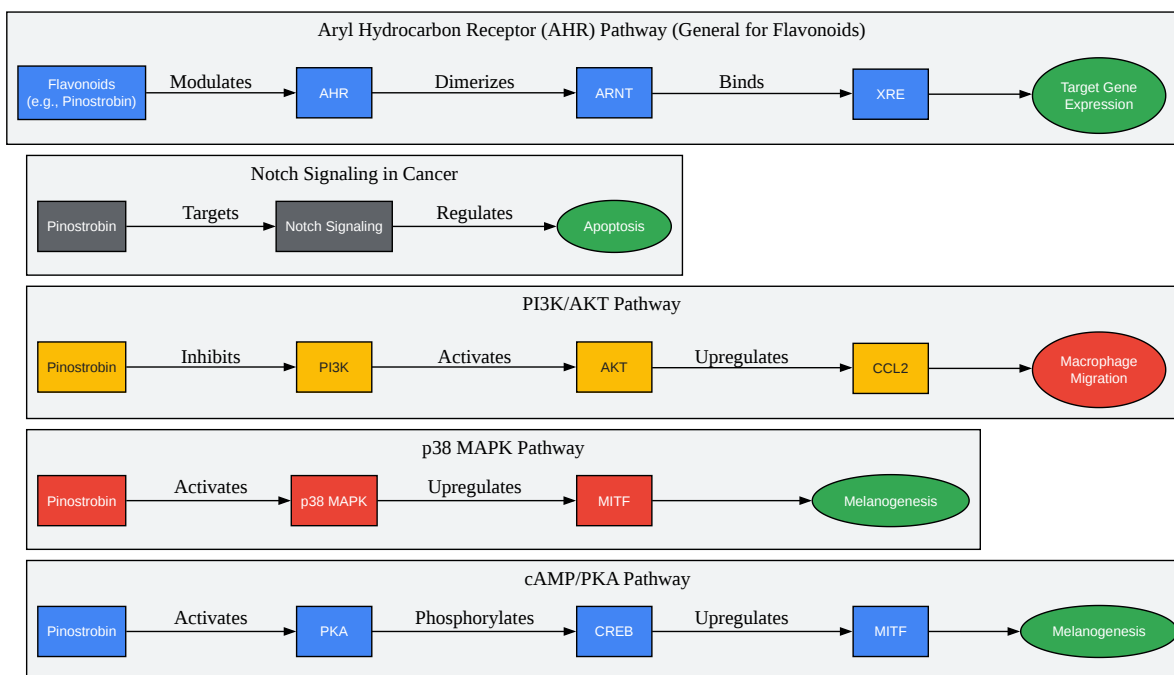 Aryl Hydrocarbon Receptor (AHR) Pathway (General for Flavonoids)
Flavonoids
(e.g., Pinostrobin)
Modulates
AHR
Dimerizes
ARNT
Binds
XRE
Target Gene
Expression
Notch Signaling in Cancer
Pinostrobin
Targets
Notch Signaling
Regulates
Apoptosis
PI3K/AKT Pathway
Pinostrobin
Inhibits
PI3K
Activates
AKT
Upregulates
CCL2
Macrophage
Migration
p38 MAPK Pathway
Pinostrobin
Activates
p38 MAPK
Upregulates
MITF
Melanogenesis
cAMP/PKA Pathway
Pinostrobin
Activates
PKA
Phosphorylates
CREB
Upregulates
MITF
Melanogenesis